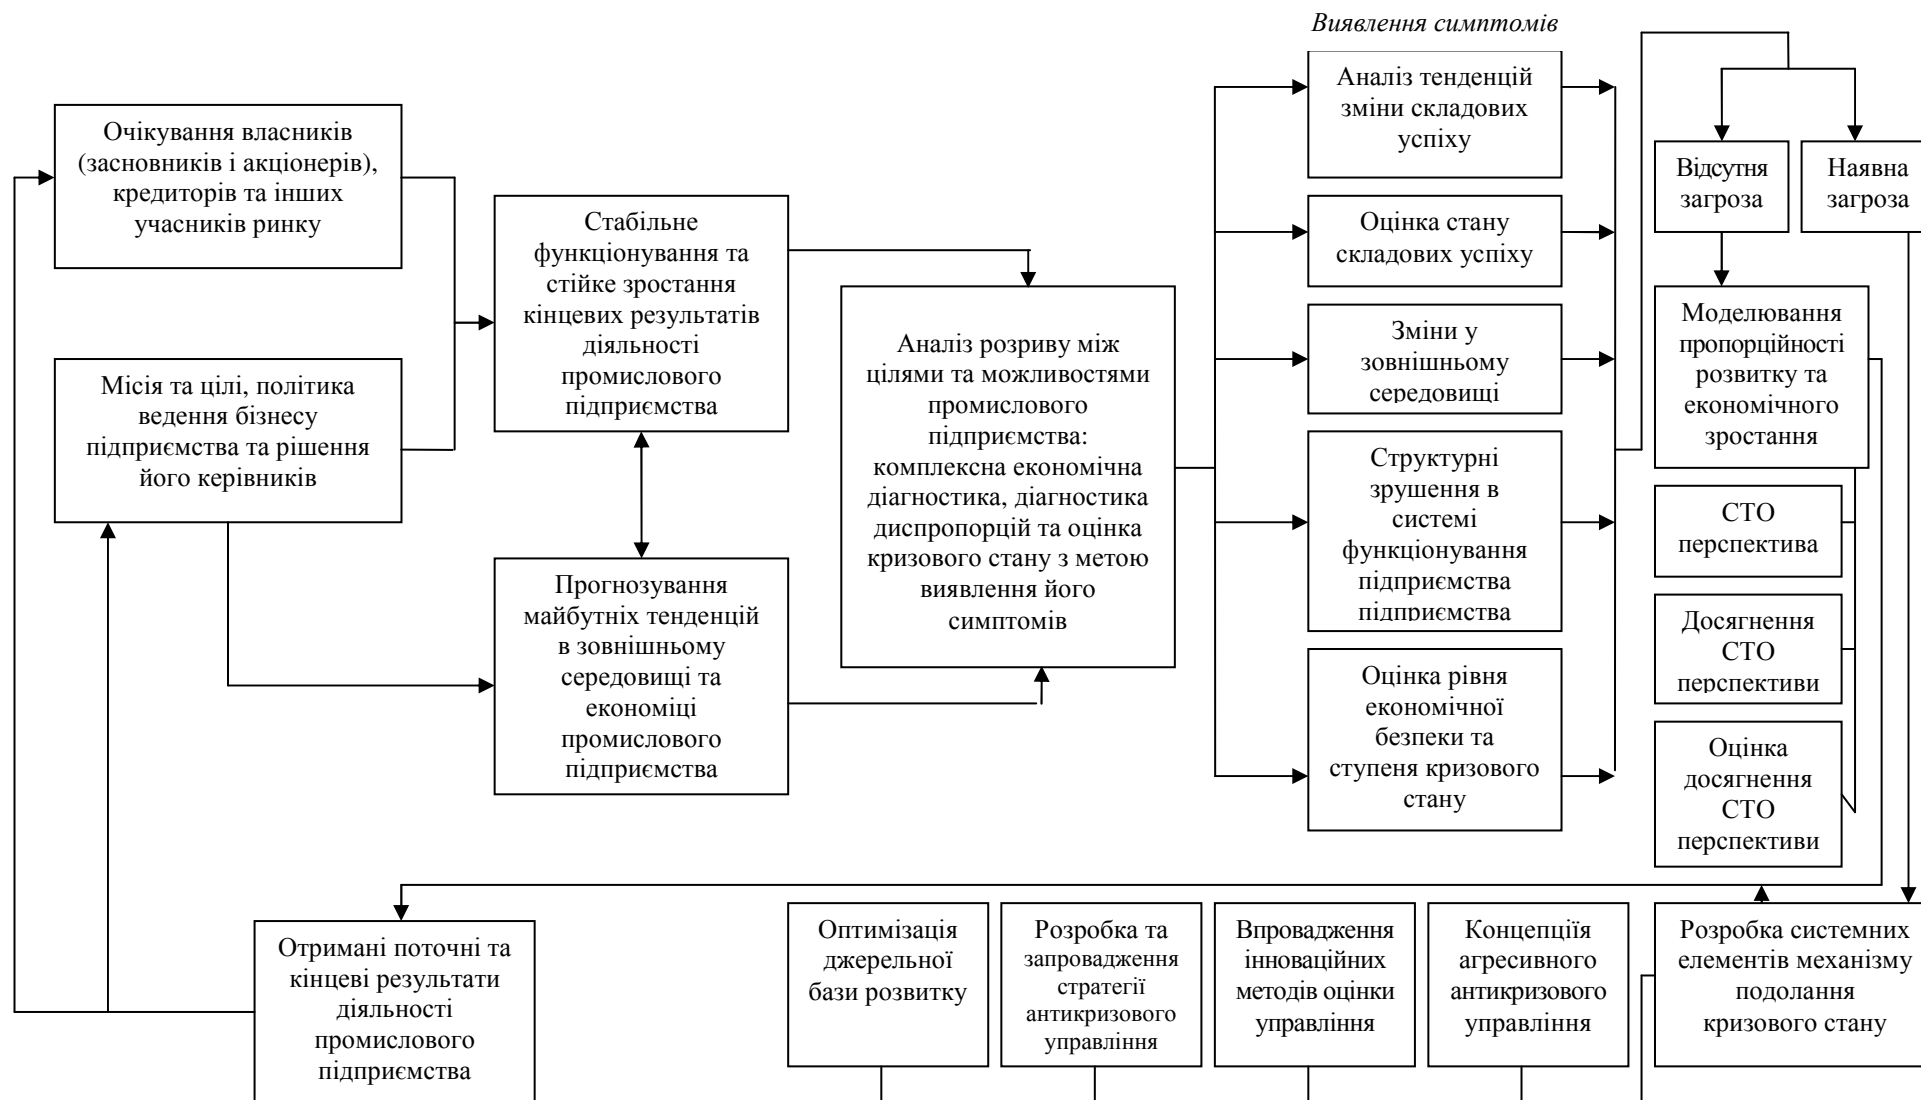 Виявлення симптомів
Очікування власників
(засновників і акціонерів),
кредиторів та інших
учасників ринку
Місія та цілі, політика
ведення бізнесу
підприємства та рішення
його керівників
Стабільне
функціонування та
стійке зростання
кінцевих результатів
діяльності
промислового
підприємства
Прогнозування
майбутніх тенденцій
в зовнішньому
середовищі та
економіці
промислового
підприємства
Аналіз розриву між
цілями та можливостями
промислового
підприємства:
комплексна економічна
діагностика, діагностика
диспропорцій та оцінка
кризового стану з метою
виявлення його
симптомів
Аналіз тенденцій
зміни складових
успіху
Оцінка стану
складових успіху
Зміни у
зовнішньому
середовищі
Структурні
зрушення в
системі
функціонування
підприємства
підприємства
Оцінка рівня
економічної
безпеки та
ступеня кризового
стану
Відсутня
загроза
Наявна
загроза
Моделювання
пропорційності
розвитку та
економічного
зростання
СТО
перспектива
Досягнення
СТО
перспективи
Оцінка
досягнення
СТО
перспективи
Отримані поточні та
кінцеві результати
діяльності
промислового
підприємства
Оптимізація
джерельної
бази розвитку
Розробка та
запровадження
стратегії
антикризового
управління
Впровадження
інноваційних
методів оцінки
управління
Концепціїя
агресивного
антикризового
управління
Розробка системних
елементів механізму
подолання
кризового стану